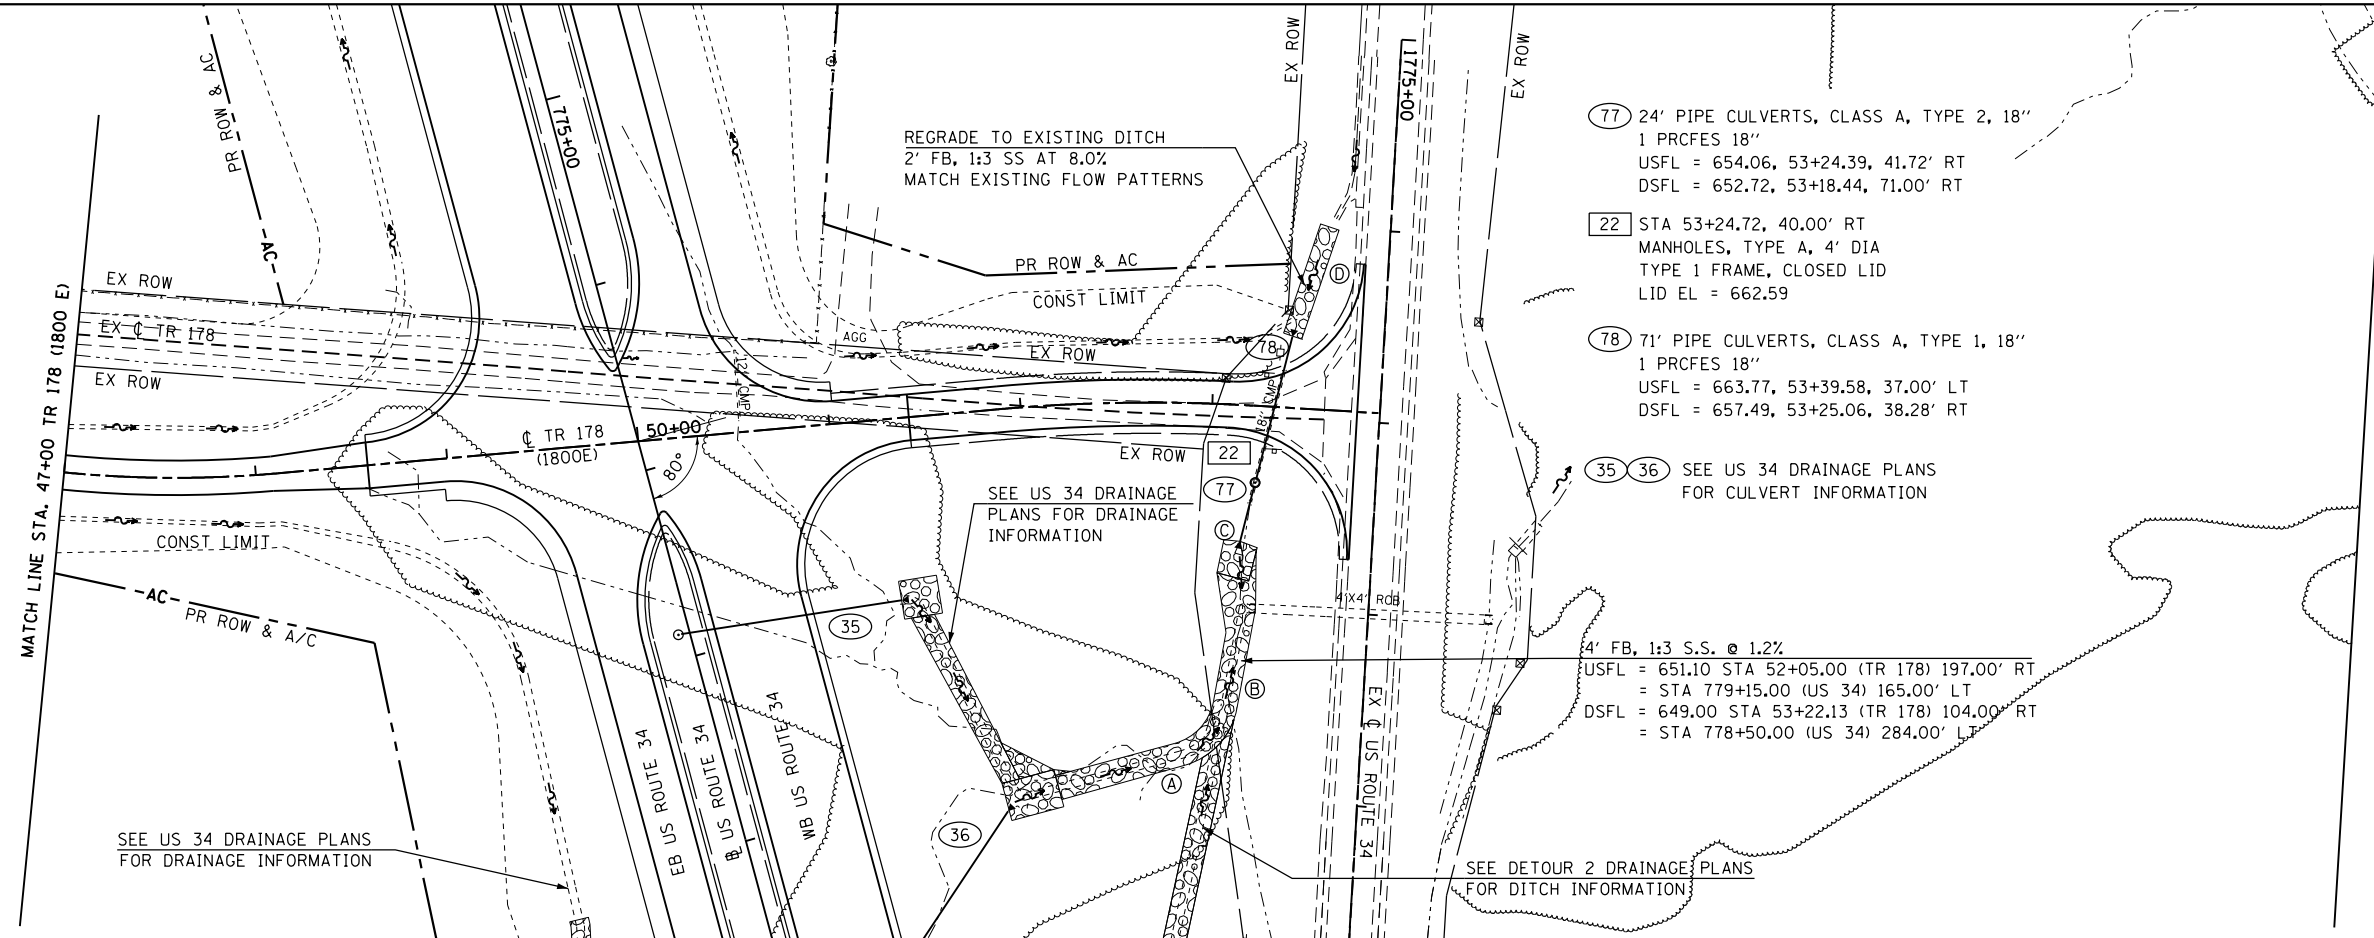 PR ROW & AC
AC
775+00
EX ROW
1775+00
EX ROW
REGRADE TO EXISTING DITCH
2' FB, 1:3 SS AT 8.0%
MATCH EXISTING FLOW PATTERNS
77 24' PIPE CULVERTS, CLASS A, TYPE 2, 18''
1 PRCFES 18''
USFL = 654.06, 53+24.39, 41.72' RT
DSFL = 652.72, 53+18.44, 71.00' RT
22 STA 53+24.72, 40.00' RT
MANHOLES, TYPE A, 4' DIA
TYPE 1 FRAME, CLOSED LID
LID EL = 662.59
78 71' PIPE CULVERTS, CLASS A, TYPE 1, 18''
1 PRCFES 18''
USFL = 663.77, 53+39.58, 37.00' LT
DSFL = 657.49, 53+25.06, 38.28' RT
35 36 SEE US 34 DRAINAGE PLANS
FOR CULVERT INFORMATION
PR ROW & AC
CONST LIMIT
D
EX ROW
EX ℄ TR 178
EX ROW
AGG
EX ROW
78
12" CMP
18" CMP
MATCH LINE STA. 47+00 TR 178 (1800 E)
℄ TR 178
(1800E)
50+00
80°
EX ROW
22
77
C
SEE US 34 DRAINAGE
PLANS FOR DRAINAGE
INFORMATION
CONST LIMIT
AC
PR ROW & A/C
35
4'X4' RCB
4' FB, 1:3 S.S. @ 1.2%
USFL = 651.10 STA 52+05.00 (TR 178) 197.00' RT
= STA 779+15.00 (US 34) 165.00' LT
DSFL = 649.00 STA 53+22.13 (TR 178) 104.00' RT
= STA 778+50.00 (US 34) 284.00' LT
B
A
36
EB US ROUTE 34
℄ US ROUTE 34
WB US ROUTE 34
EX ℄ US ROUTE 34
SEE US 34 DRAINAGE PLANS
FOR DRAINAGE INFORMATION
SEE DETOUR 2 DRAINAGE PLANS
FOR DITCH INFORMATION